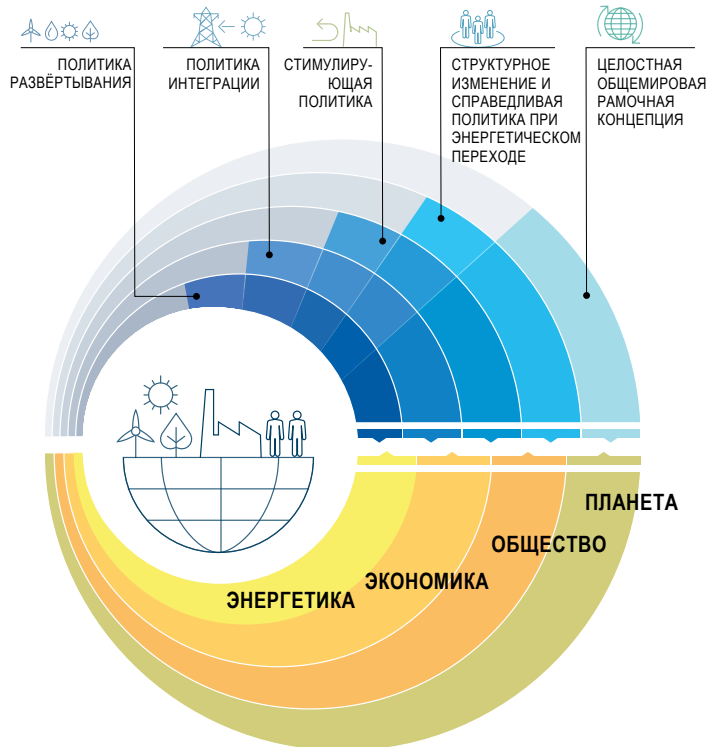 ПОЛИТИКА
РАЗВЁРТЫВАНИЯ
ПОЛИТИКА
ИНТЕГРАЦИИ
СТИМУЛИРУ-
ЮЩАЯ
ПОЛИТИКА
СТРУКТУРНОЕ
ИЗМЕНЕНИЕ И
СПРАВЕДЛИВАЯ
ПОЛИТИКА ПРИ
ЭНЕРГЕТИЧЕСКОМ
ПЕРЕХОДЕ
ЦЕЛОСТНАЯ
ОБЩЕМИРОВАЯ
РАМОЧНАЯ
КОНЦЕПЦИЯ
ПЛАНЕТА
ОБЩЕСТВО
ЭКОНОМИКА
ЭНЕРГЕТИКА